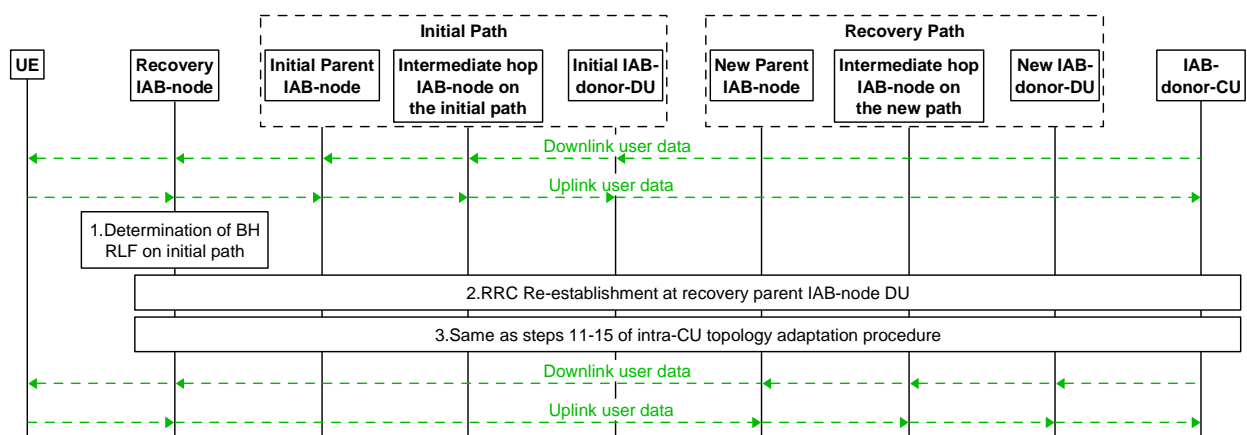 Initial Path
Recovery Path
UE
Recovery
IAB-node
Initial Parent
IAB-node
Intermediate hop
IAB-node on
the initial path
Initial IAB-
donor-DU
New Parent
IAB-node
Intermediate hop
IAB-node on
the new path
New IAB-
donor-DU
IAB-
donor-CU
Downlink user data
Uplink user data
1.Determination of BH
RLF on initial path
2.RRC Re-establishment at recovery parent IAB-node DU
3.Same as steps 11-15 of intra-CU topology adaptation procedure
Downlink user data
Uplink user data